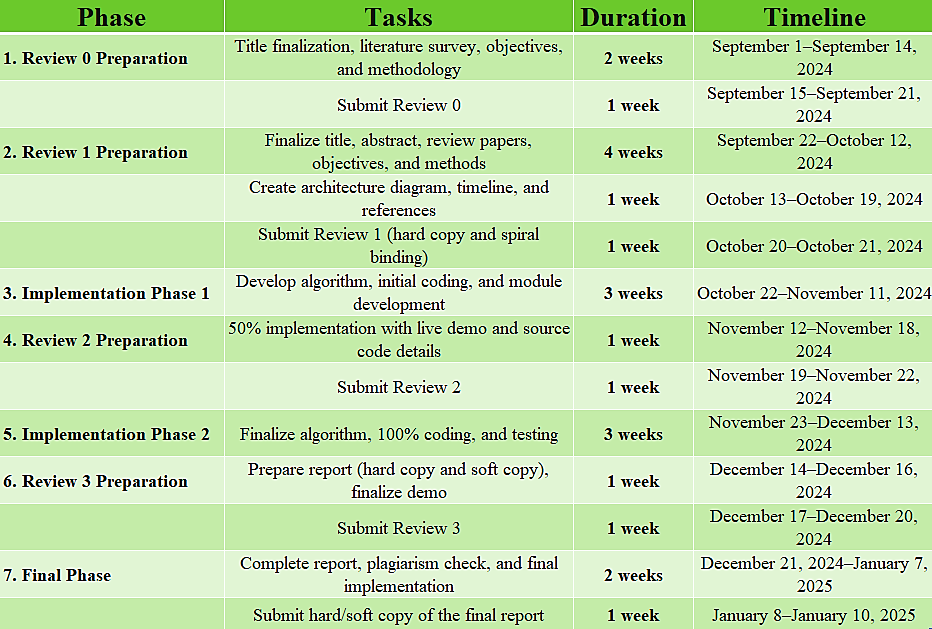 Phase Tasks Duration Timeline
1. Review 0 Preparation
Title finalization, literature survey, objectives,
and methodology
2 weeks
September 1–September 14,
2024
Submit Review 0
1 week
September 15–September 21,
2024
2. Review 1 Preparation
Finalize title, abstract, review papers,
objectives, and methods
4 weeks
September 22–October 12,
2024
Create architecture diagram, timeline, and
references
1 week
October 13–October 19, 2024
Submit Review 1 (hard copy and spiral
binding)
1 week
October 20–October 21, 2024
3. Implementation Phase 1
Develop algorithm, initial coding, and module
development
3 weeks
October 22–November 11, 2024
4. Review 2 Preparation
50% implementation with live demo and source
code details
1 week
November 12–November 18,
2024
Submit Review 2
1 week
November 19–November 22,
2024
5. Implementation Phase 2
Finalize algorithm, 100% coding, and testing
3 weeks
November 23–December 13,
2024
6. Review 3 Preparation
Prepare report (hard copy and soft copy),
finalize demo
1 week
December 14–December 16,
2024
Submit Review 3
1 week
December 17–December 20,
2024
7. Final Phase
Complete report, plagiarism check, and final
implementation
2 weeks
December 21, 2024–January 7,
2025
Submit hard/soft copy of the final report
1 week
January 8–January 10, 2025